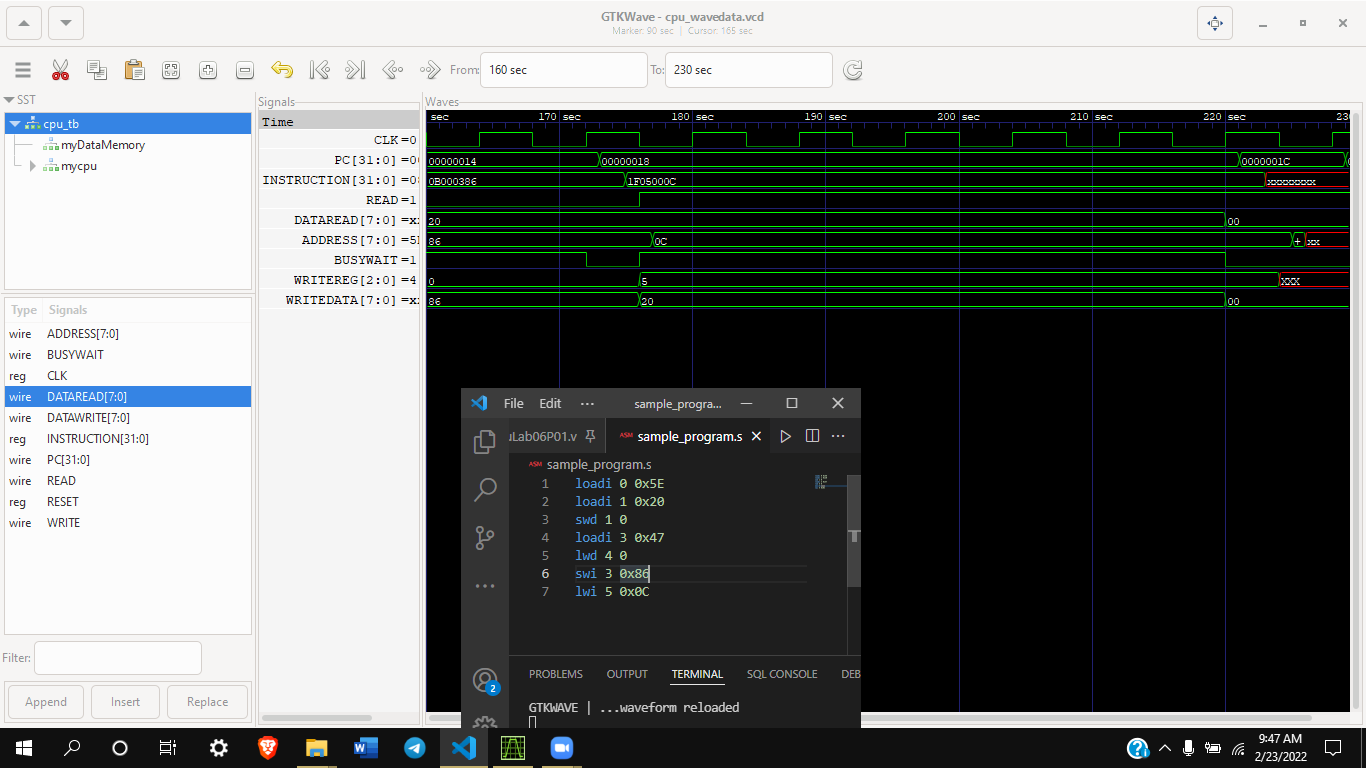 GTKWave - cpu_wavedata.vcd
Marker: 90 sec | Cursor: 165 sec
From: 160 sec To: 230 sec
SST
cpu_tb
myDataMemory
mycpu
Type Signals
wire ADDRESS[7:0]
wire BUSYWAIT
reg CLK
wire DATAREAD[7:0]
wire DATAWRITE[7:0]
reg INSTRUCTION[31:0]
wire PC[31:0]
wire READ
reg RESET
wire WRITE
Filter:
Append Insert Replace
Signals
Time
CLK =0
PC[31:0] =0
INSTRUCTION[31:0] =0
READ =1
DATAREAD[7:0] =x
ADDRESS[7:0] =5
BUSYWAIT =1
WRITEREG[2:0] =4
WRITEDATA[7:0] =x
Waves
sec 170 sec 180 sec 190 sec 200 sec 210 sec 220 sec 230
00000014 00000018 0000001C
0B000386 1F05000C xxxxxxxx
20 00
86 0C + xx
0 5 XXX
86 20 00
File Edit ··· sample_progra...
uLab06P01.v ASM sample_program.s
ASM sample_program.s
1 loadi 0 0x5E
2 loadi 1 0x20
3 swd 1 0
4 loadi 3 0x47
5 lwd 4 0
6 swi 3 0x86
7 lwi 5 0x0C
PROBLEMS OUTPUT TERMINAL SQL CONSOLE DEB
GTKWAVE | ...waveform reloaded
2
9:47 AM
2/23/2022